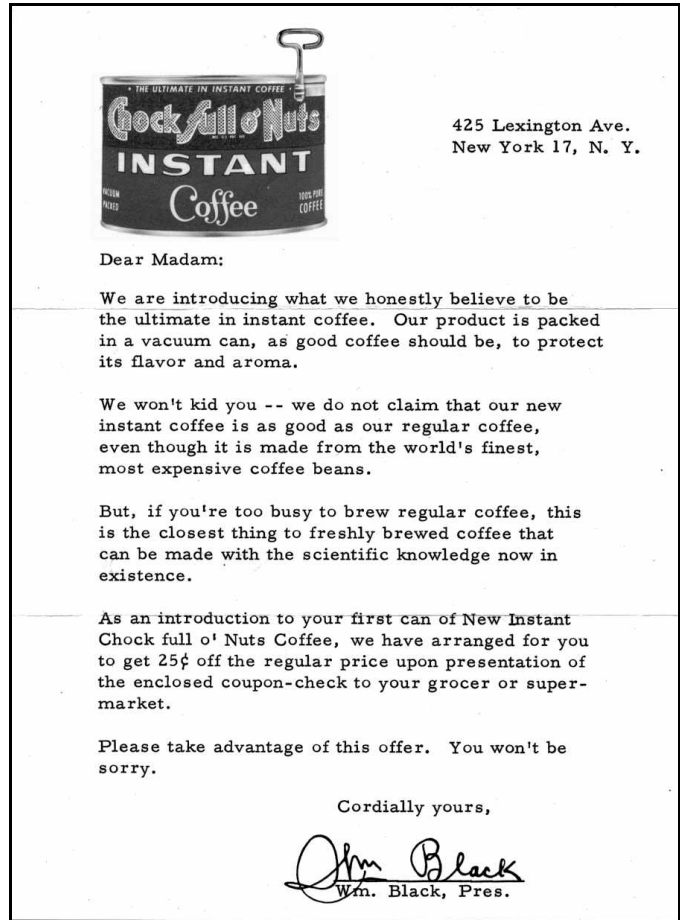 • THE ULTIMATE IN INSTANT COFFEE •
Chock full o' Nuts
INSTANT
Coffee
VACUUM
PACKED
100% PURE
COFFEE
425 Lexington Ave.
New York 17, N. Y.
Dear Madam:
We are introducing what we honestly believe to be
the ultimate in instant coffee. Our product is packed
in a vacuum can, as good coffee should be, to protect
its flavor and aroma.
We won't kid you -- we do not claim that our new
instant coffee is as good as our regular coffee,
even though it is made from the world's finest,
most expensive coffee beans.
But, if you're too busy to brew regular coffee, this
is the closest thing to freshly brewed coffee that
can be made with the scientific knowledge now in
existence.
As an introduction to your first can of New Instant
Chock full o' Nuts Coffee, we have arranged for you
to get 25¢ off the regular price upon presentation of
the enclosed coupon-check to your grocer or super-
market.
Please take advantage of this offer. You won't be
sorry.
Cordially yours,
Wm Black
Wm. Black, Pres.